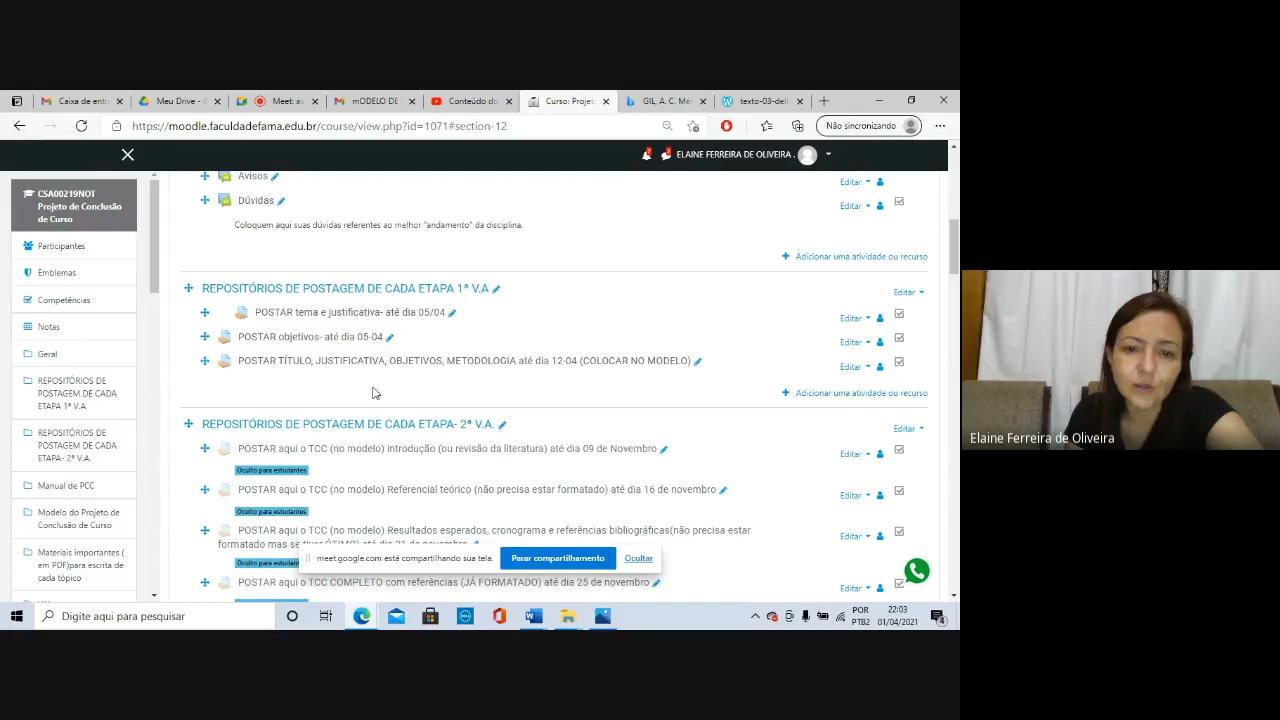 Caixa de entr
Meu Drive - G
Meet: av
mODELO DE
Conteúdo do
Curso: Projet
GIL, A. C. Mét
texto-03-deli
https://moodle.faculdadefama.edu.br/course/view.php?id=1071#section-12
Não sincronizando
ELAINE FERREIRA DE OLIVEIRA .
CSA00219NOT
Projeto de Conclusão
de Curso
Participantes
Emblemas
Competências
Notas
Geral
REPOSITÓRIOS DE
POSTAGEM DE CADA
ETAPA 1ª V.A
REPOSITÓRIOS DE
POSTAGEM DE CADA
ETAPA- 2ª V.A.
Manual de PCC
Modelo do Projeto de
Conclusão de Curso
Materiais importantes (
em PDF)para escrita de
cada tópico
Avisos
Editar
Dúvidas
Editar
Coloquem aqui suas dúvidas referentes ao melhor "andamento" da disciplina.
Adicionar uma atividade ou recurso
REPOSITÓRIOS DE POSTAGEM DE CADA ETAPA 1ª V.A
Editar
POSTAR tema e justificativa- até dia 05/04
Editar
POSTAR objetivos- até dia 05-04
Editar
POSTAR TÍTULO, JUSTIFICATIVA, OBJETIVOS, METODOLOGIA até dia 12-04 (COLOCAR NO MODELO)
Editar
Adicionar uma atividade ou recurso
REPOSITÓRIOS DE POSTAGEM DE CADA ETAPA- 2ª V.A.
Editar
POSTAR aqui o TCC (no modelo) introdução (ou revisão da literatura) até dia 09 de Novembro
Editar
Oculto para estudantes
POSTAR aqui o TCC (no modelo) Referencial teórico (não precisa estar formatado) até dia 16 de novembro
Editar
Oculto para estudantes
POSTAR aqui o TCC (no modelo) Resultados esperados, cronograma e referências bibliográficas(não precisa estar
formatado mas se
Editar
Oculto para estudan
meet.google.com está compartilhando sua tela.
Parar compartilhamento
Ocultar
POSTAR aqui o TCC COMPLETO com referências (JÁ FORMATADO) até dia 25 de novembro
Editar
Digite aqui para pesquisar
POR
PTB2
22:03
01/04/2021
4
Elaine Ferreira de Oliveira